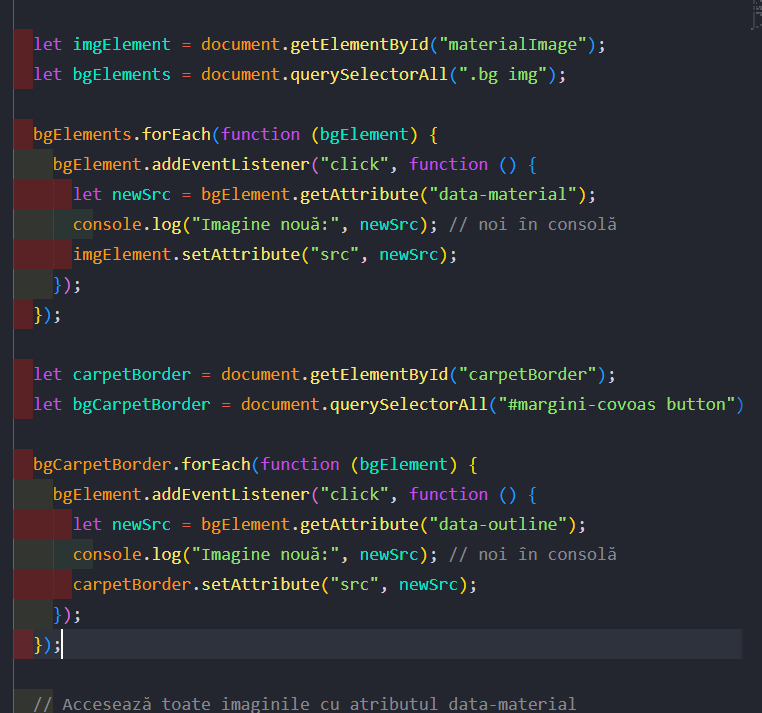 let imgElement = document.getElementById("materialImage");
let bgElements = document.querySelectorAll(".bg img");
bgElements.forEach(function (bgElement) {
bgElement.addEventListener("click", function () {
let newSrc = bgElement.getAttribute("data-material");
console.log("Imagine nouă:", newSrc); // noi în consolă
imgElement.setAttribute("src", newSrc);
});
});
let carpetBorder = document.getElementById("carpetBorder");
let bgCarpetBorder = document.querySelectorAll("#margini-covoas button")
bgCarpetBorder.forEach(function (bgElement) {
bgElement.addEventListener("click", function () {
let newSrc = bgElement.getAttribute("data-outline");
console.log("Imagine nouă:", newSrc); // noi în consolă
carpetBorder.setAttribute("src", newSrc);
});
});
// Accesează toate imaginile cu atributul data-material